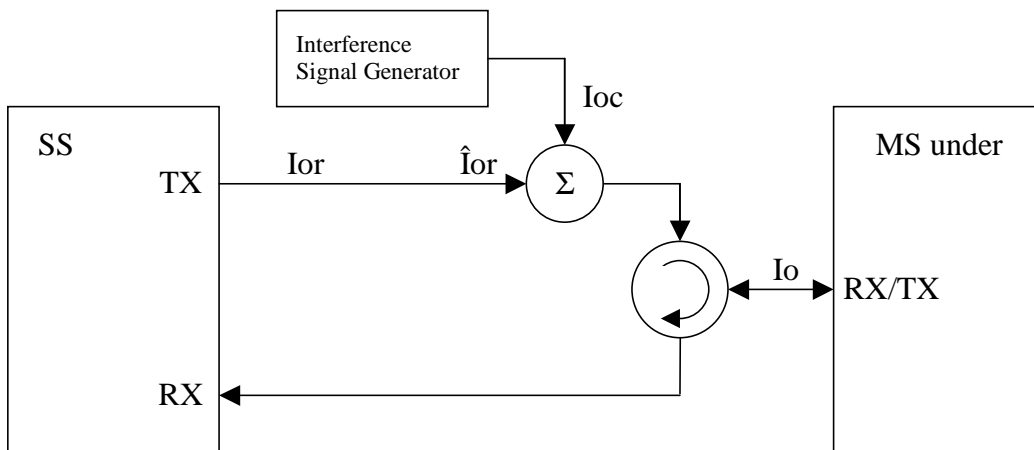 Interference
Signal Generator
Ioc
SS
MS under
Ior
Îor
TX
Σ
Io
RX/TX
RX